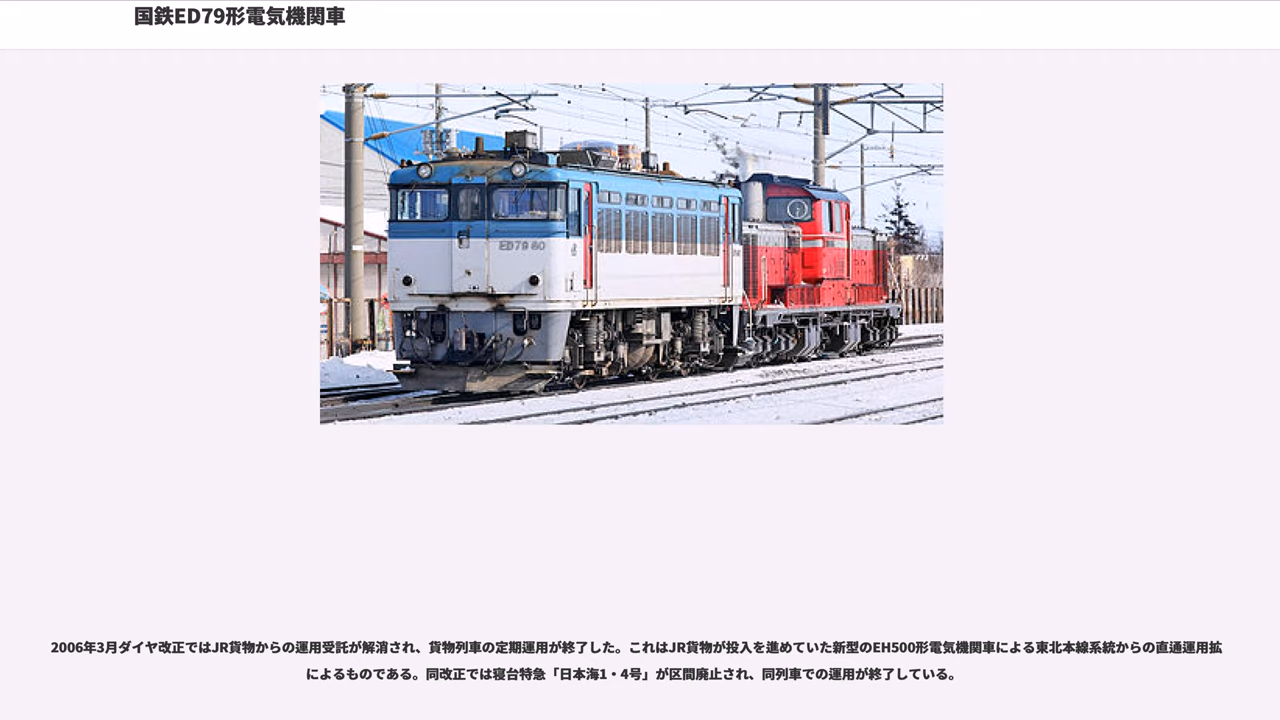 国鉄ED79形電気機関車
ED79 60
2006年3月ダイヤ改正ではJR貨物からの運用受託が解消され、貨物列車の定期運用が終了した。これはJR貨物が投入を進めていた新型のEH500形電気機関車による東北本線系統からの直通運用拡
によるものである。同改正では寝台特急「日本海1・4号」が区間廃止され、同列車での運用が終了している。